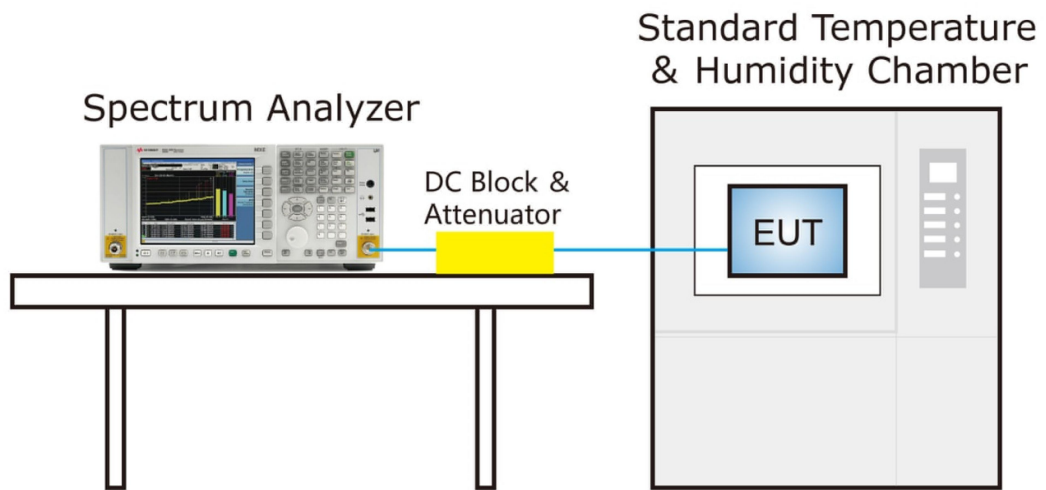 Standard Temperature
& Humidity Chamber
Spectrum Analyzer
DC Block &
Attenuator
EUT